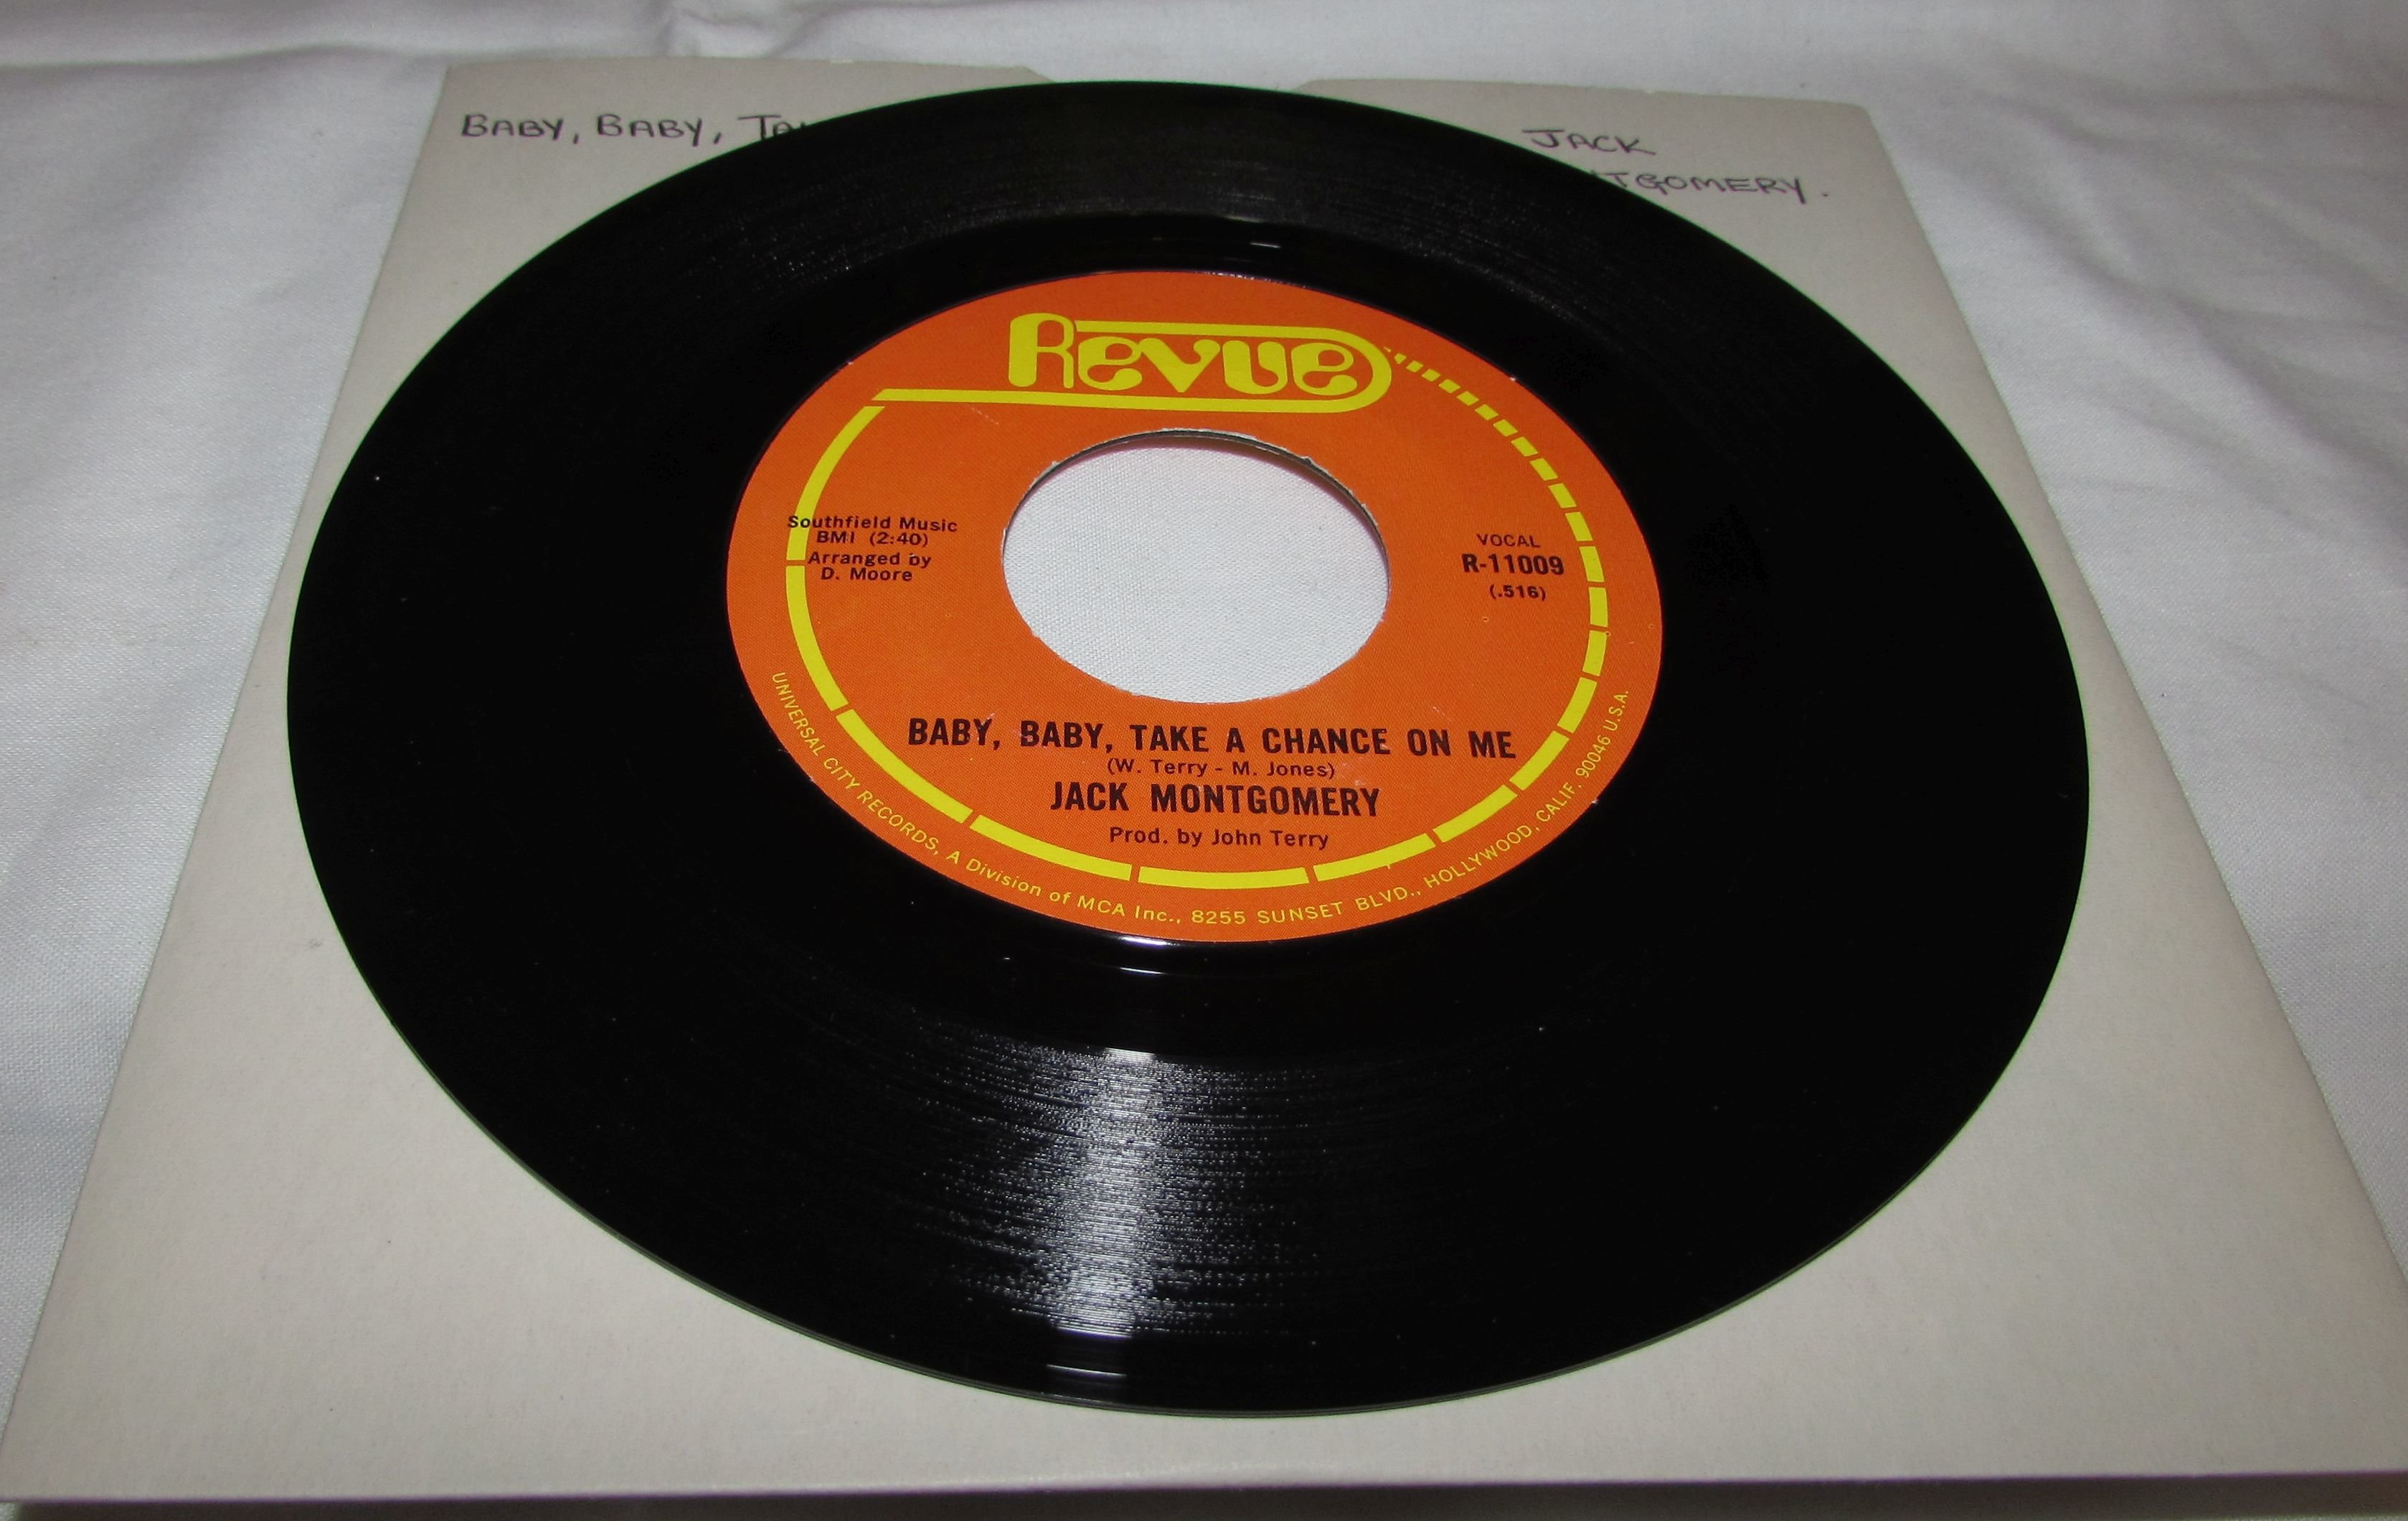 BABY, BABY,
JACK
Revue
Southfield Music
BMI (2:40)
Arranged by
D. Moore
VOCAL
R-11009
(.516)
BABY, BABY, TAKE A CHANCE ON ME
(W. Terry - M. Jones)
JACK MONTGOMERY
Prod. by John Terry
UNIVERSAL CITY RECORDS, A Division of MCA Inc., 8255 SUNSET BLVD., HOLLYWOOD, CALIF. 90046 U.S.A.